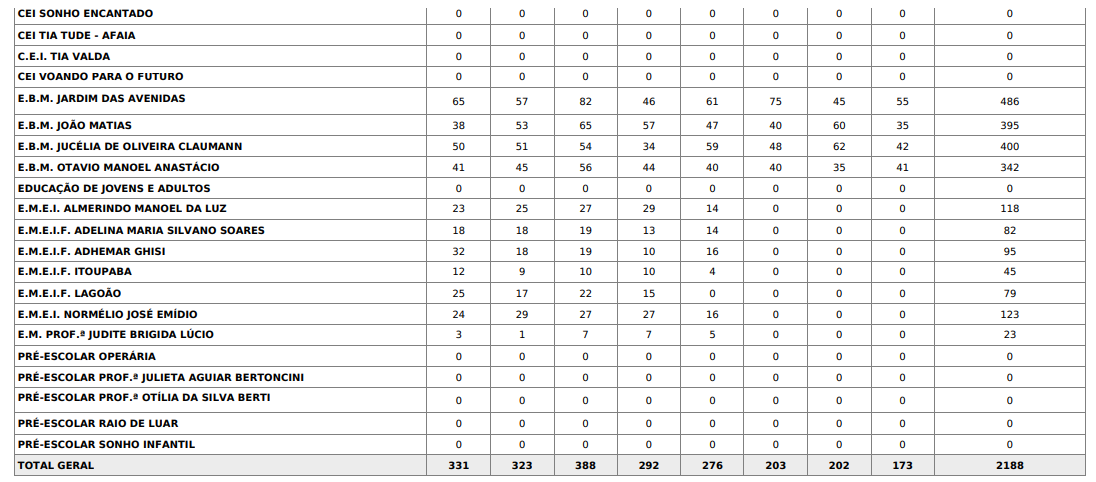 CEI SONHO ENCANTADO 0 0 0 0 0 0 0 0 0
CEI TIA TUDE - AFAIA 0 0 0 0 0 0 0 0 0
C.E.I. TIA VALDA 0 0 0 0 0 0 0 0 0
CEI VOANDO PARA O FUTURO 0 0 0 0 0 0 0 0 0
E.B.M. JARDIM DAS AVENIDAS 65 57 82 46 61 75 45 55 486
E.B.M. JOÃO MATIAS 38 53 65 57 47 40 60 35 395
E.B.M. JUCÉLIA DE OLIVEIRA CLAUMANN 50 51 54 34 59 48 62 42 400
E.B.M. OTAVIO MANOEL ANASTÁCIO 41 45 56 44 40 40 35 41 342
EDUCAÇÃO DE JOVENS E ADULTOS 0 0 0 0 0 0 0 0 0
E.M.E.I. ALMERINDO MANOEL DA LUZ 23 25 27 29 14 0 0 0 118
E.M.E.I.F. ADELINA MARIA SILVANO SOARES 18 18 19 13 14 0 0 0 82
E.M.E.I.F. ADHEMAR GHISI 32 18 19 10 16 0 0 0 95
E.M.E.I.F. ITOUPABA 12 9 10 10 4 0 0 0 45
E.M.E.I.F. LAGOÃO 25 17 22 15 0 0 0 0 79
E.M.E.I. NORMÉLIO JOSÉ EMÍDIO 24 29 27 27 16 0 0 0 123
E.M. PROF.ª JUDITE BRIGIDA LÚCIO 3 1 7 7 5 0 0 0 23
PRÉ-ESCOLAR OPERÁRIA 0 0 0 0 0 0 0 0 0
PRÉ-ESCOLAR PROF.ª JULIETA AGUIAR BERTONCINI 0 0 0 0 0 0 0 0 0
PRÉ-ESCOLAR PROF.ª OTÍLIA DA SILVA BERTI 0 0 0 0 0 0 0 0 0
PRÉ-ESCOLAR RAIO DE LUAR 0 0 0 0 0 0 0 0 0
PRÉ-ESCOLAR SONHO INFANTIL 0 0 0 0 0 0 0 0 0
TOTAL GERAL 331 323 388 292 276 203 202 173 2188